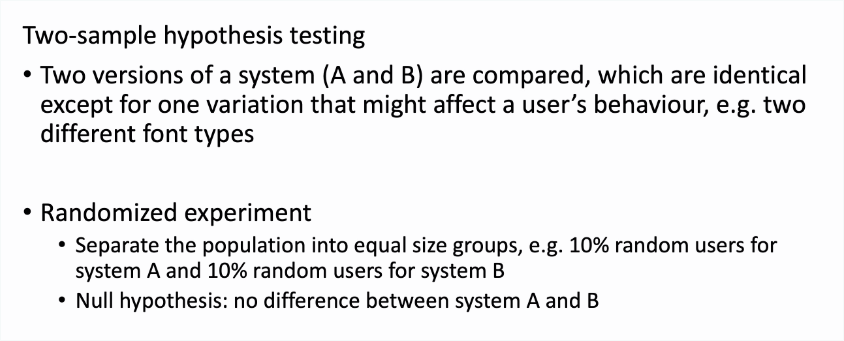 Two-sample hypothesis testing
• Two versions of a system (A and B) are compared, which are identical
except for one variation that might affect a user's behaviour, e.g. two
different font types
• Randomized experiment
• Separate the population into equal size groups, e.g. 10% random users for
system A and 10% random users for system B
• Null hypothesis: no difference between system A and B